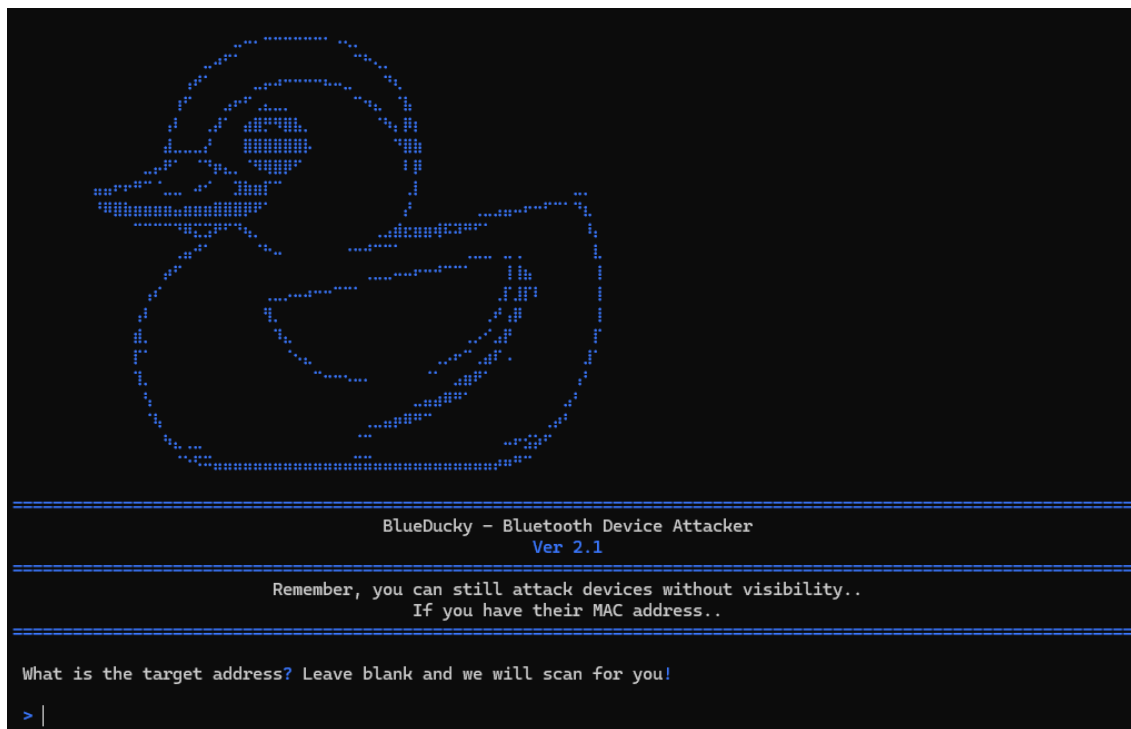 BlueDucky – Bluetooth Device Attacker
Ver 2.1
Remember, you can still attack devices without visibility..
If you have their MAC address..
What is the target address? Leave blank and we will scan for you!
>